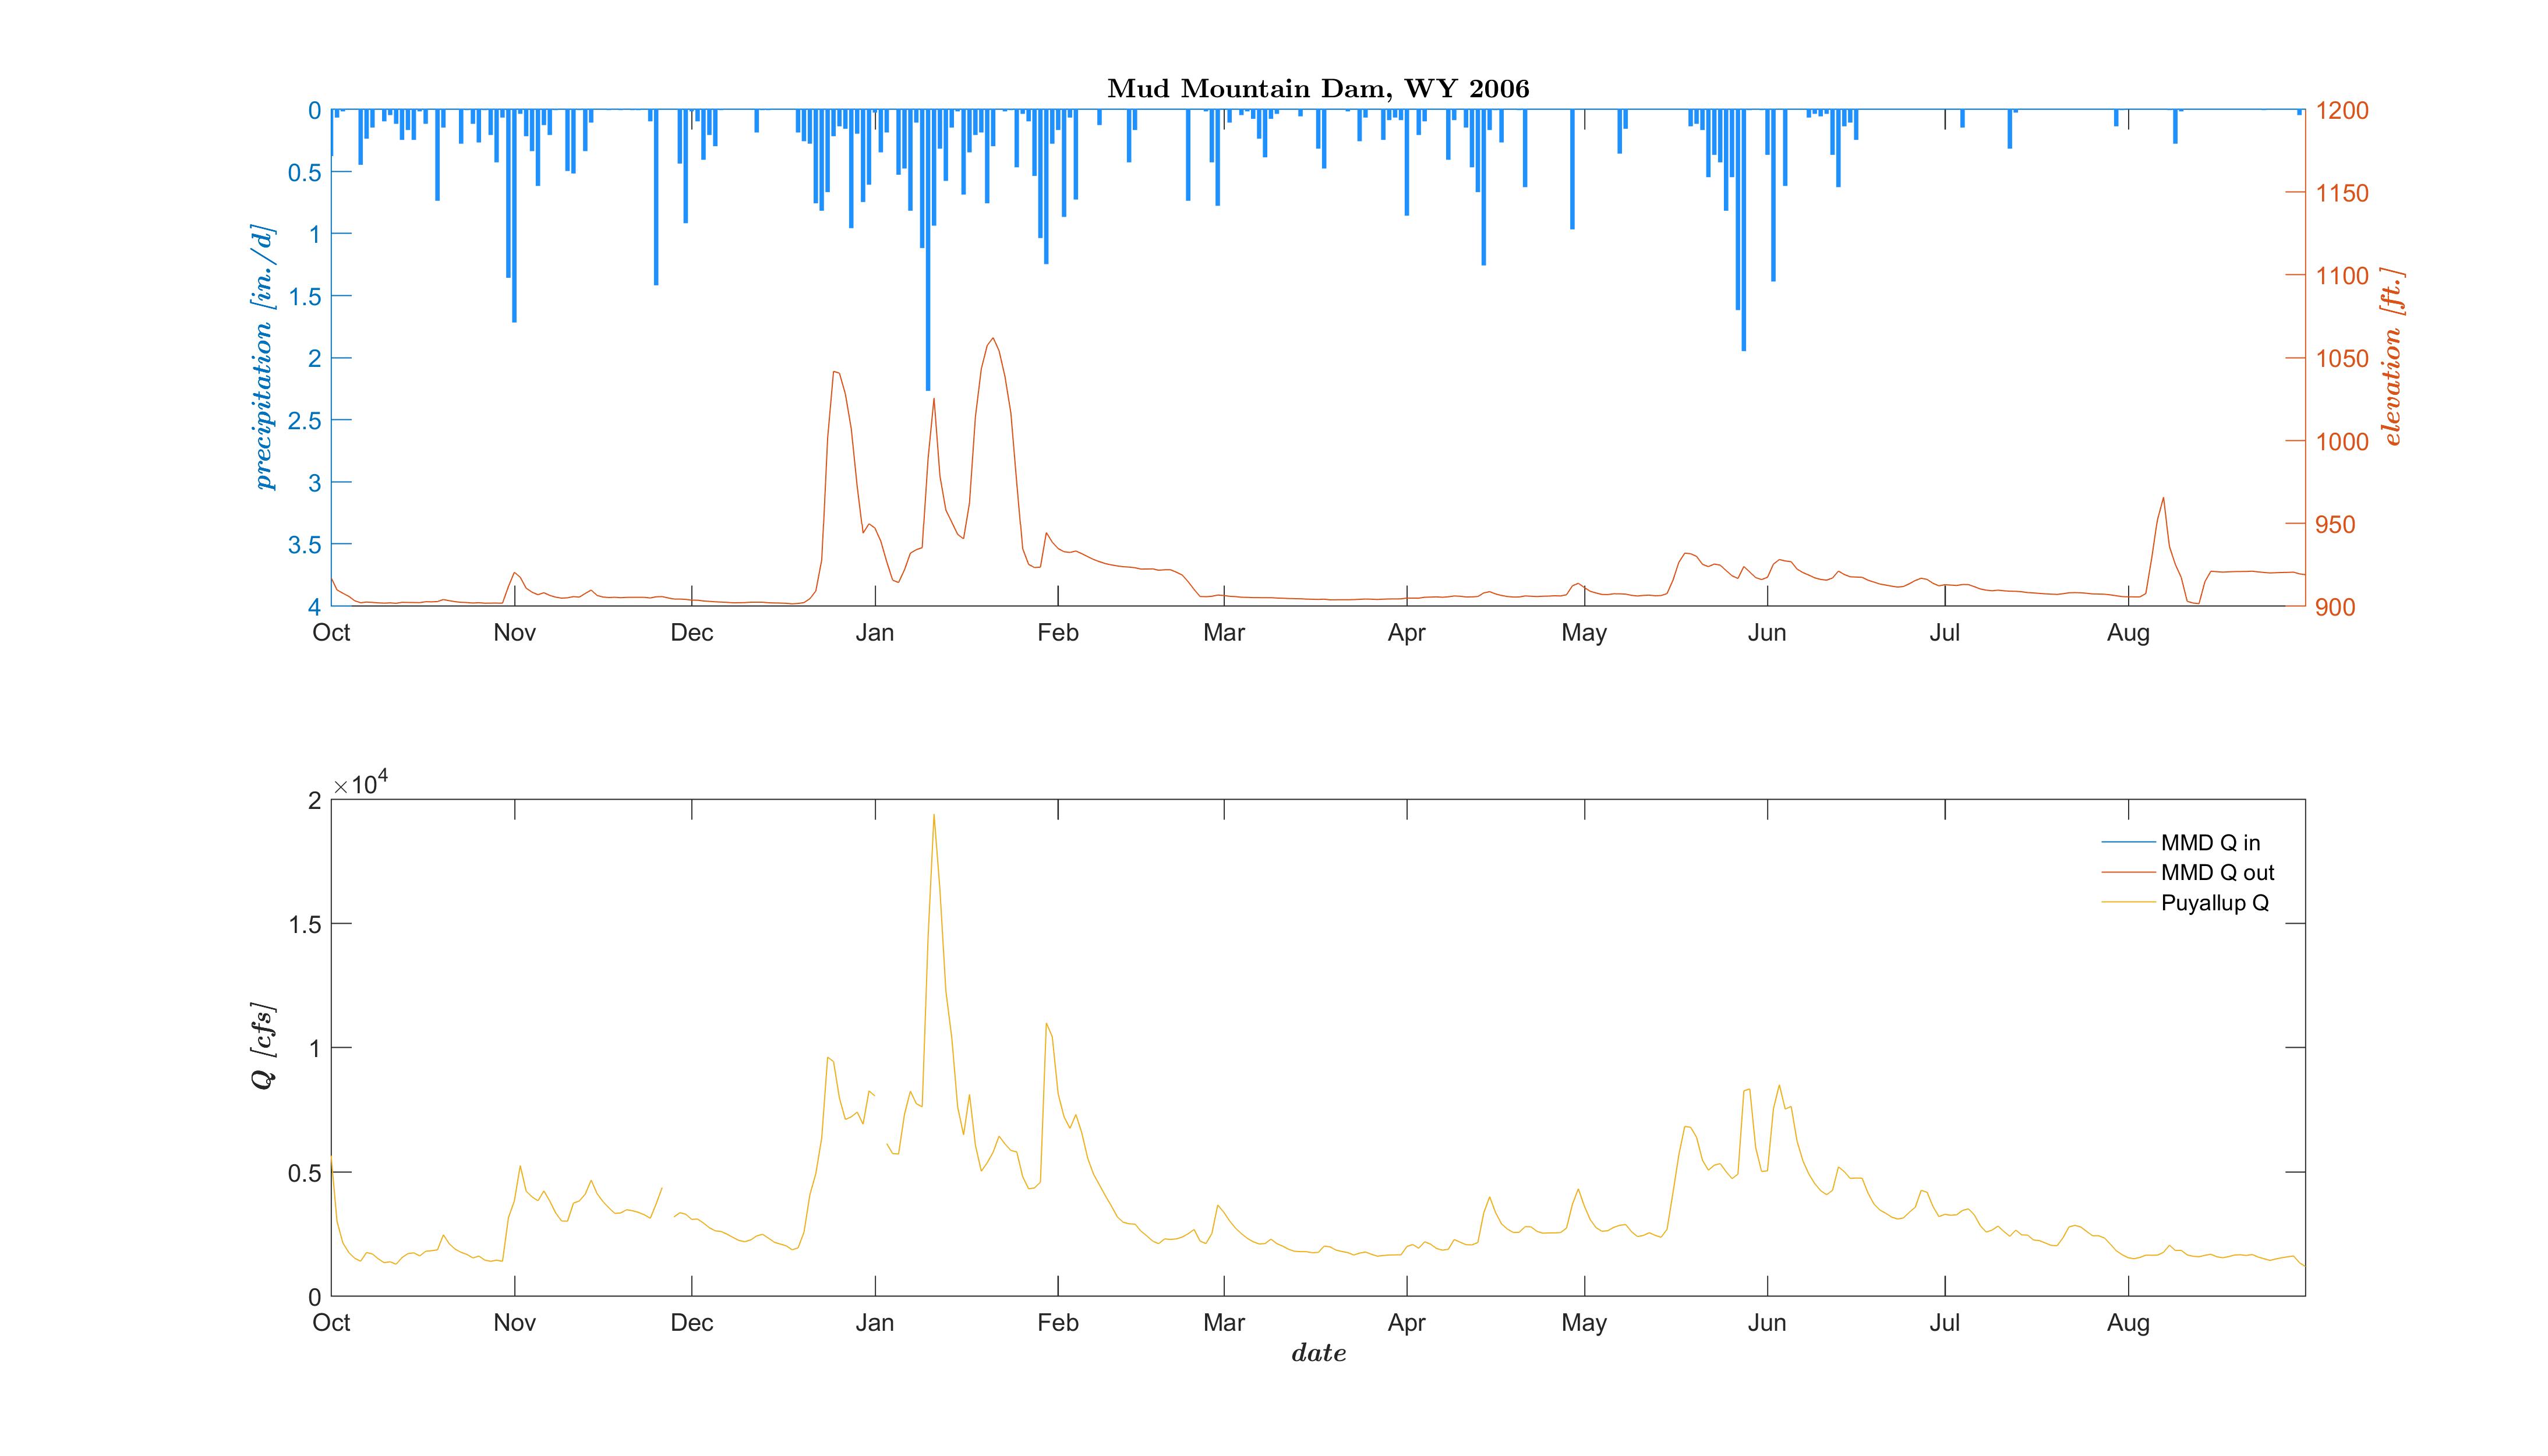 Mud Mountain Dam, WY 2006
precipitation [in./d]
0
0.5
1
1.5
2
2.5
3
3.5
4
elevation [ft.]
1200
1150
1100
1050
1000
950
900
Oct Nov Dec Jan Feb Mar Apr May Jun Jul Aug
×10^4
Q [cfs]
2
1.5
1
0.5
0
MMD Q in
MMD Q out
Puyallup Q
Oct Nov Dec Jan Feb Mar Apr May Jun Jul Aug
date